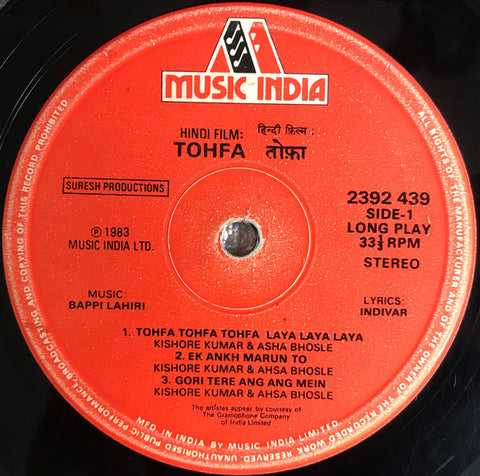 MUSIC INDIA
HINDI FILM: हिन्दी फ़िल्म :
TOHFA तोफ़ा
SURESH PRODUCTIONS
2392 439
SIDE-1
LONG PLAY
33⅓ RPM
STEREO
Ⓟ 1983
MUSIC INDIA LTD.
MUSIC:
BAPPI LAHIRI
LYRICS:
INDIVAR
1. TOHFA TOHFA TOHFA LAYA LAYA LAYA
KISHORE KUMAR & ASHA BHOSLE
2. EK ANKH MARUN TO
KISHORE KUMAR & AHSA BHOSLE
3. GORI TERE ANG ANG MEIN
KISHORE KUMAR & AHSA BHOSLE
The artistes appear by courtesy of
The Gramophone Company
of India Limited
MFD. IN INDIA BY MUSIC INDIA LIMITED.
ALL RIGHTS OF THE MANUFACTURER AND OF THE OWNER OF THE RECORDED WORK RESERVED. UNAUTHORISED PUBLIC PERFORMANCE BROADCASTING AND COPYING OF THIS RECORD PROHIBITED